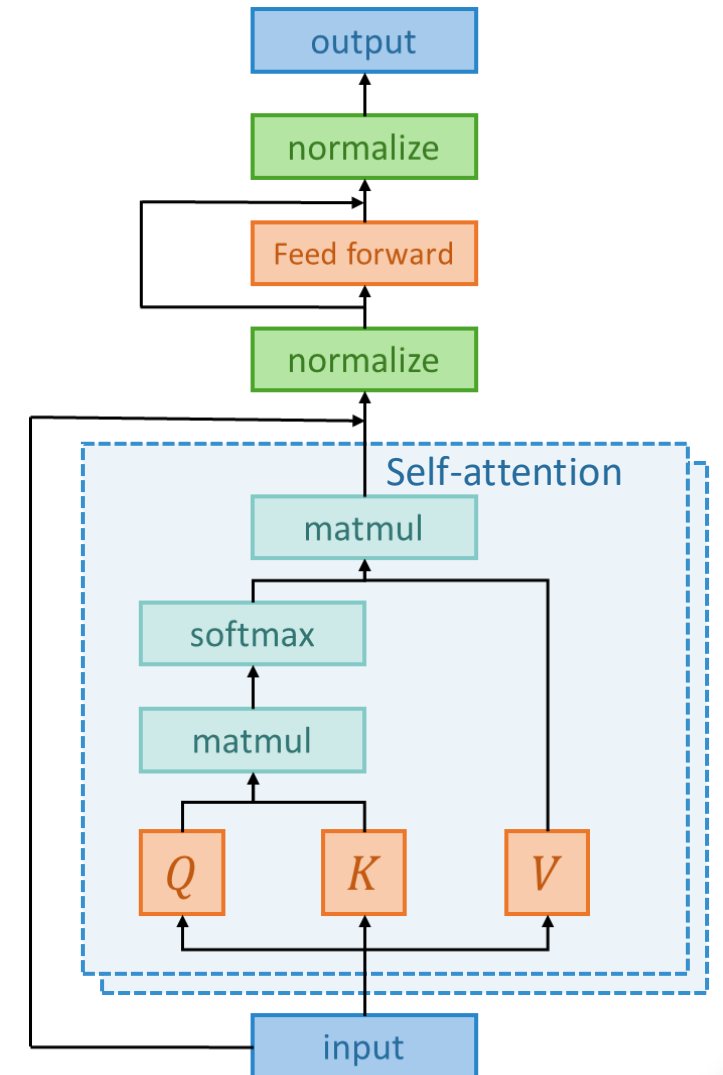 output
normalize
Feed forward
normalize
Self-attention
matmul
softmax
matmul
Q
K
V
input